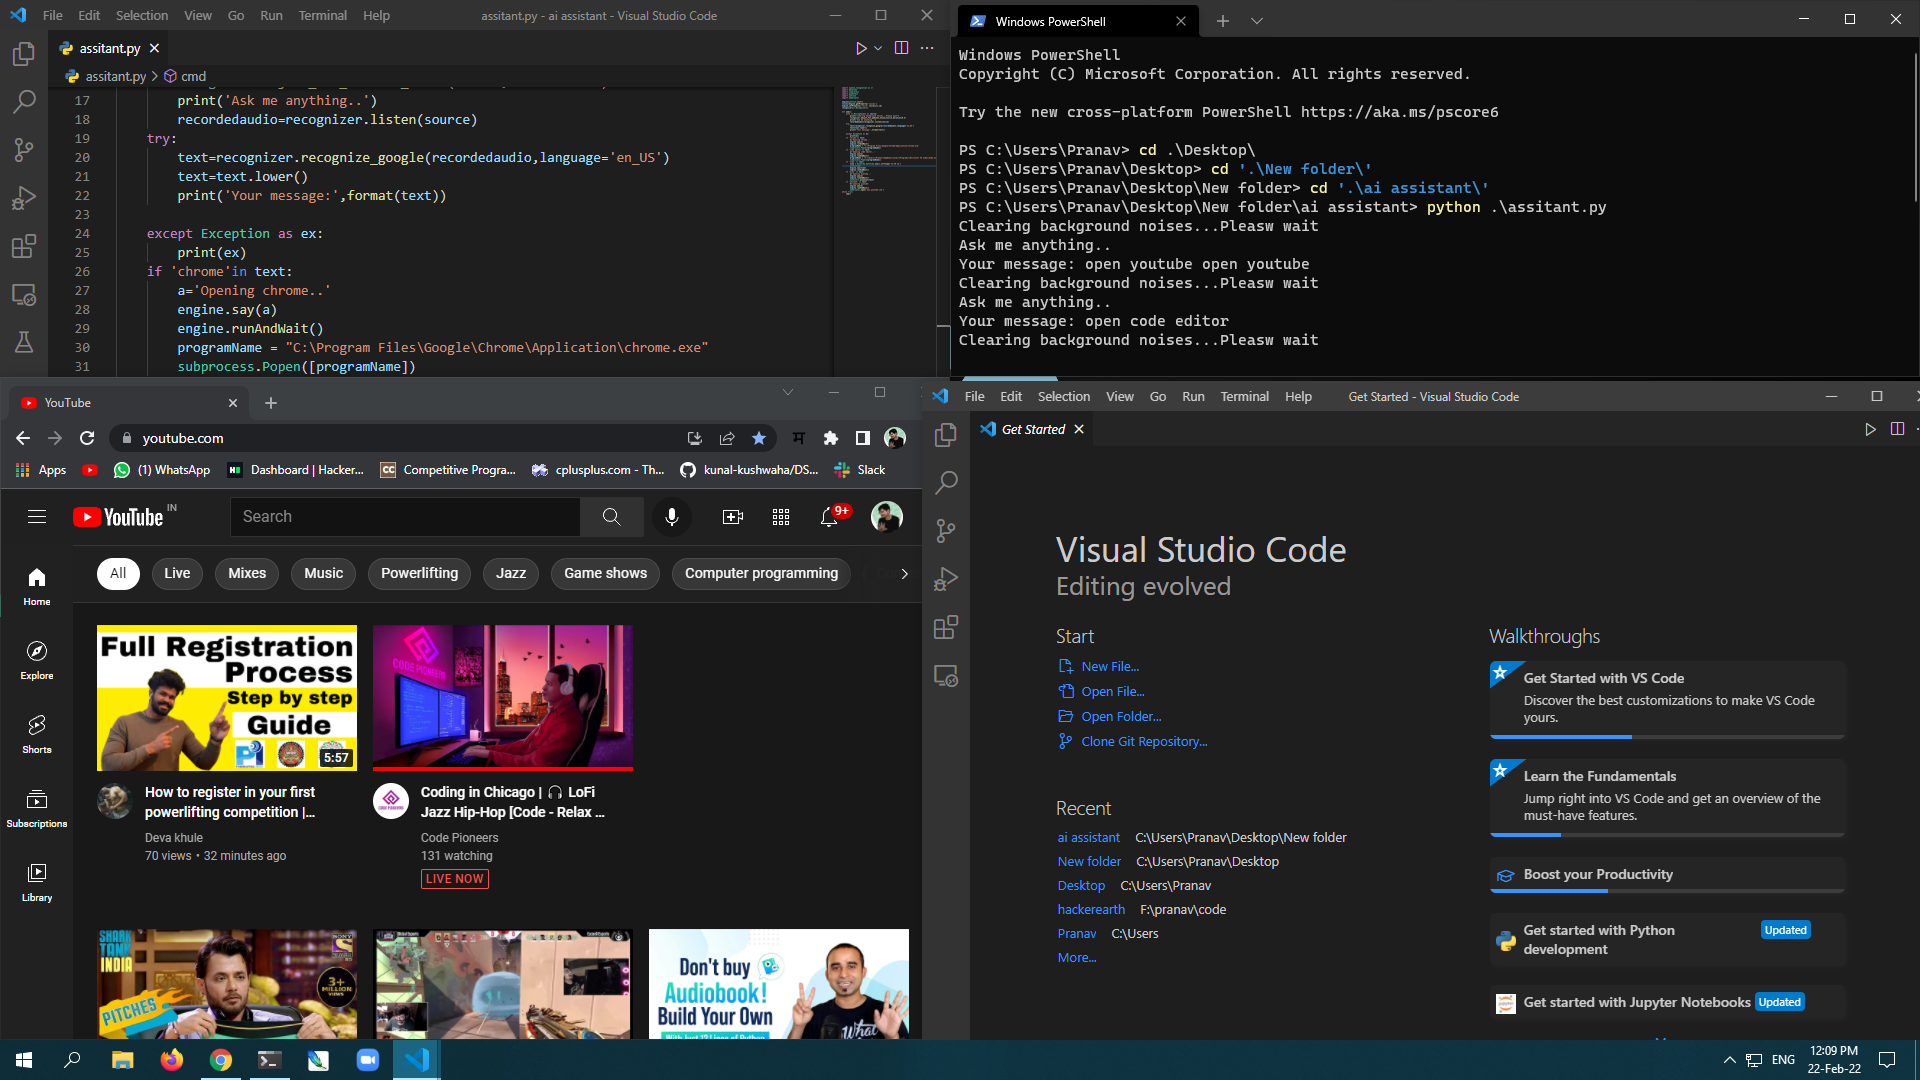 File Edit Selection View Go Run Terminal Help assitant.py - ai assistant - Visual Studio Code
assitant.py
assitant.py > cmd
17 print('Ask me anything..')
18 recordedaudio=recognizer.listen(source)
19 try:
20 text=recognizer.recognize_google(recordedaudio,language='en_US')
21 text=text.lower()
22 print('Your message:',format(text))
23
24 except Exception as ex:
25 print(ex)
26 if 'chrome'in text:
27 a='Opening chrome..'
28 engine.say(a)
29 engine.runAndWait()
30 programName = "C:\Program Files\Google\Chrome\Application\chrome.exe"
31 subprocess.Popen([programName])
Windows PowerShell
Windows PowerShell
Copyright (C) Microsoft Corporation. All rights reserved.
Try the new cross-platform PowerShell https://aka.ms/pscore6
PS C:\Users\Pranav> cd .\Desktop\
PS C:\Users\Pranav\Desktop> cd '.\New folder\'
PS C:\Users\Pranav\Desktop\New folder> cd '.\ai assistant\'
PS C:\Users\Pranav\Desktop\New folder\ai assistant> python .\assitant.py
Clearing background noises...Pleasw wait
Ask me anything..
Your message: open youtube open youtube
Clearing background noises...Pleasw wait
Ask me anything..
Your message: open code editor
Clearing background noises...Pleasw wait
YouTube
youtube.com
Apps (1) WhatsApp Dashboard | Hacker... Competitive Progra... cplusplus.com - Th... kunal-kushwaha/DS... Slack
YouTube IN Search 9+
All Live Mixes Music Powerlifting Jazz Game shows Computer programming
Home
Explore
Shorts
Subscriptions
Library
Full Registration
Process
Step by step
Guide
5:57
How to register in your first
powerlifting competition |...
Deva khule
70 views • 32 minutes ago
CODE PIONEERS
Coding in Chicago | 🎧 LoFi
Jazz Hip-Hop [Code - Relax ...
Code Pioneers
131 watching
LIVE NOW
SHARK
TANK
INDIA
PITCHES
3+
MILLION
VIEWS
Don't buy
Audiobook!
Build Your Own
With Just 12 Lines of Python
What
File Edit Selection View Go Run Terminal Help Get Started - Visual Studio Code
Get Started
Visual Studio Code
Editing evolved
Start
New File...
Open File...
Open Folder...
Clone Git Repository...
Recent
ai assistant C:\Users\Pranav\Desktop\New folder
New folder C:\Users\Pranav\Desktop
Desktop C:\Users\Pranav
hackerearth F:\pranav\code
Pranav C:\Users
More...
Walkthroughs
Get Started with VS Code
Discover the best customizations to make VS Code
yours.
Learn the Fundamentals
Jump right into VS Code and get an overview of the
must-have features.
Boost your Productivity
Get started with Python
development
Updated
Get started with Jupyter Notebooks Updated
ENG
12:09 PM
22-Feb-22